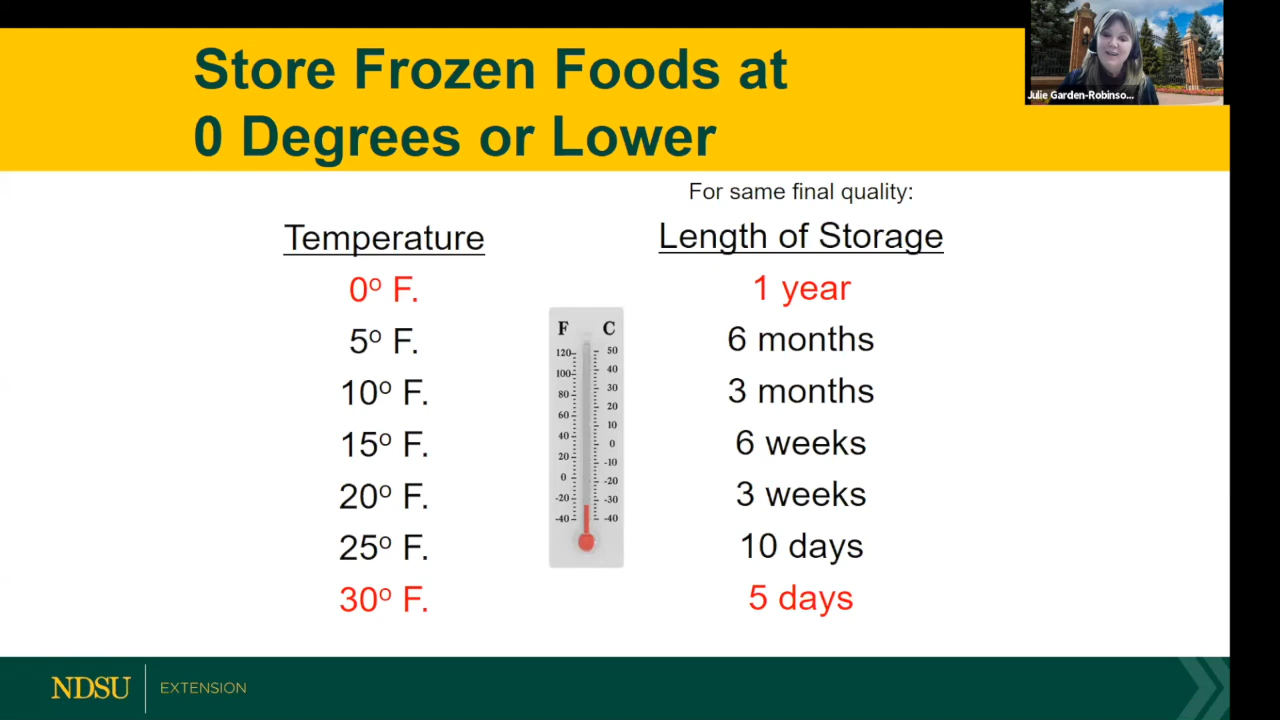 Store Frozen Foods at
0 Degrees or Lower
Julie Garden-Robinso...
For same final quality:
Temperature
Length of Storage
0º F.
1 year
5º F.
6 months
10º F.
3 months
15º F.
6 weeks
20º F.
3 weeks
25º F.
10 days
30º F.
5 days
F C
120 50
100 40
80 30
60 20
40 10
20 0
0 -10
-20 -20
-40 -30
-40
NDSU EXTENSION